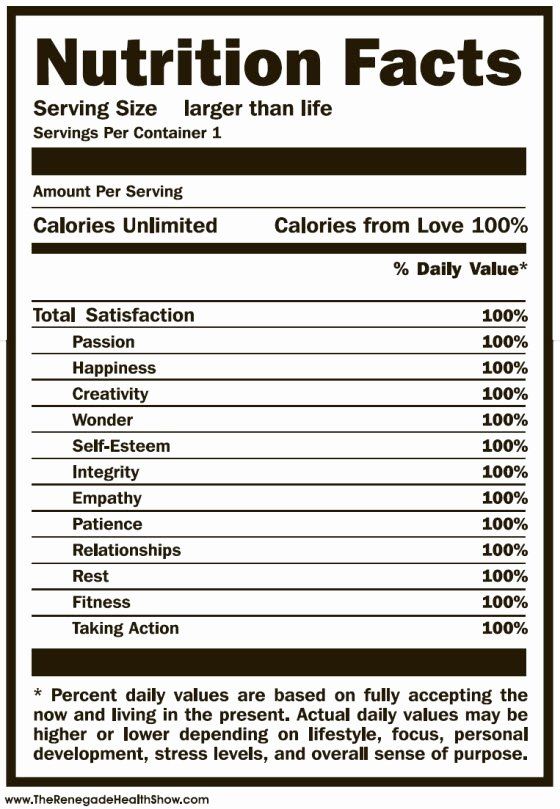 Nutrition Facts
Serving Size larger than life
Servings Per Container 1
Amount Per Serving
Calories Unlimited Calories from Love 100%
% Daily Value*
Total Satisfaction 100%
Passion 100%
Happiness 100%
Creativity 100%
Wonder 100%
Self-Esteem 100%
Integrity 100%
Empathy 100%
Patience 100%
Relationships 100%
Rest 100%
Fitness 100%
Taking Action 100%
* Percent daily values are based on fully accepting the
now and living in the present. Actual daily values may be
higher or lower depending on lifestyle, focus, personal
development, stress levels, and overall sense of purpose.
www.TheRenegadeHealthShow.com